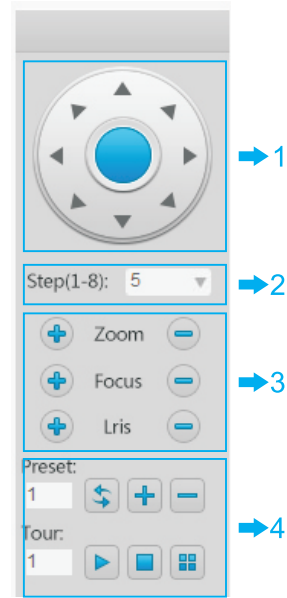 1
Step(1-8): 5
2
Zoom
Focus
3
Lris
Preset:
1
4
Tour:
1